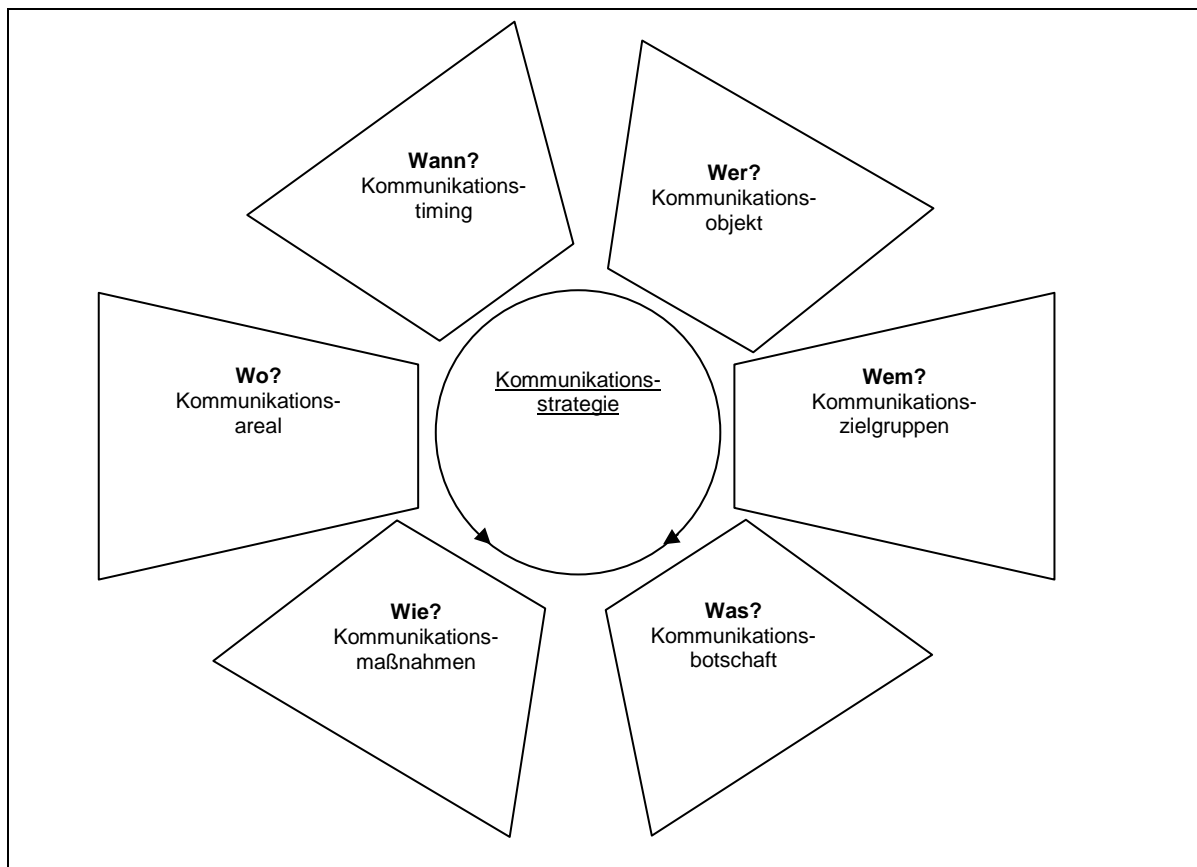 Wann?
Kommunikations-
timing
Wer?
Kommunikations-
objekt
Wo?
Kommunikations-
areal
Kommunikations-
strategie
Wem?
Kommunikations-
zielgruppen
Wie?
Kommunikations-
maßnahmen
Was?
Kommunikations-
botschaft